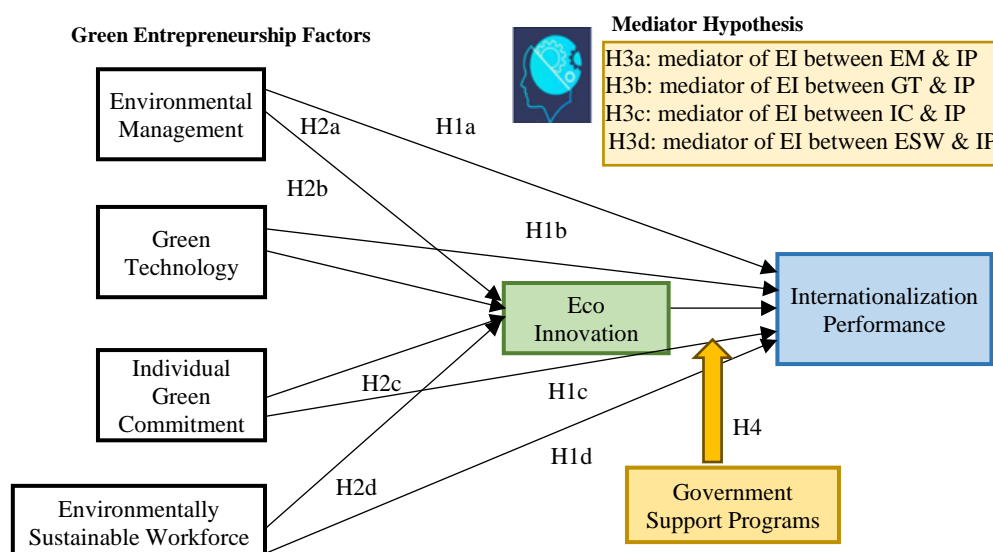 Green Entrepreneurship Factors
Mediator Hypothesis
H3a: mediator of EI between EM & IP
H3b: mediator of EI between GT & IP
H3c: mediator of EI between IC & IP
H3d: mediator of EI between ESW & IP
Environmental
Management
H2a
H1a
H2b
Green
Technology
H1b
Eco
Innovation
Internationalization
Performance
Individual
Green
Commitment
H2c
H1c
H4
H1d
H2d
Environmentally
Sustainable Workforce
Government
Support Programs